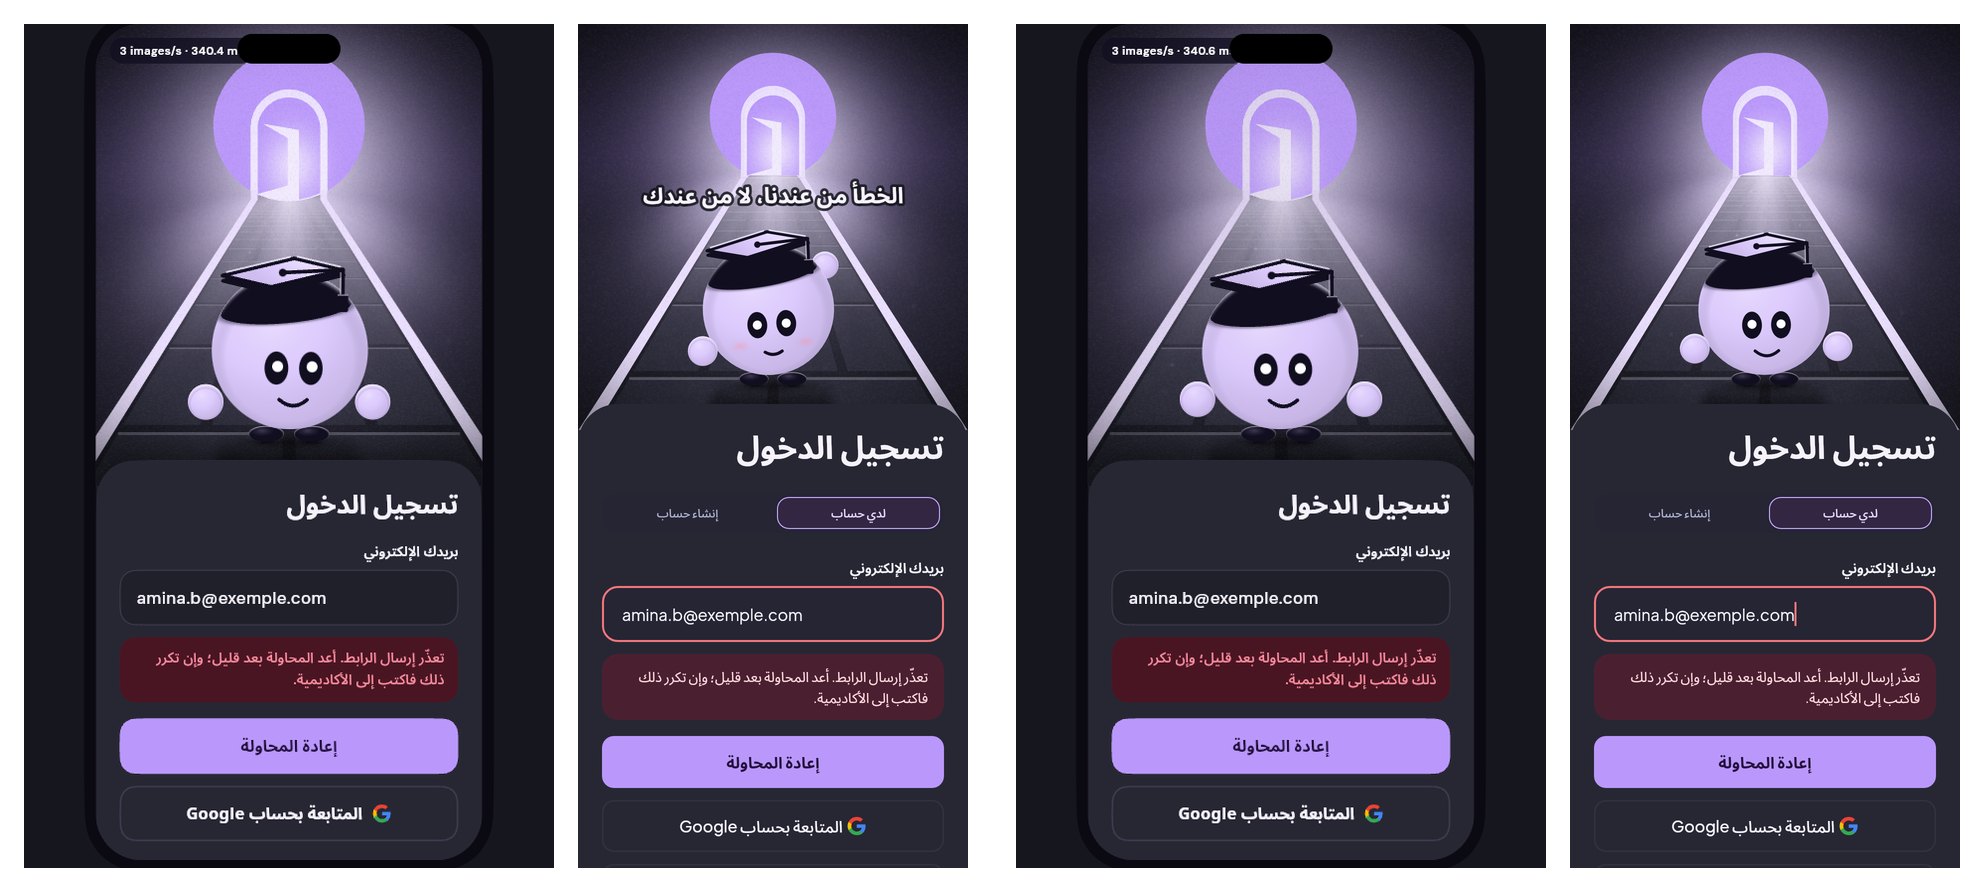 3 images/s · 340.4 m
تسجيل الدخول
بريدك الإلكتروني
amina.b@exemple.com
تعذّر إرسال الرابط. أعد المحاولة بعد قليل؛ وإن تكرر
ذلك فاكتب إلى الأكاديمية.
إعادة المحاولة
المتابعة بحساب Google
الخطأ من عندنا، لا من عندك
تسجيل الدخول
لدي حساب
إنشاء حساب
بريدك الإلكتروني
amina.b@exemple.com
تعذّر إرسال الرابط. أعد المحاولة بعد قليل؛ وإن تكرر ذلك
فاكتب إلى الأكاديمية.
إعادة المحاولة
المتابعة بحساب Google
3 images/s · 340.6 m
تسجيل الدخول
بريدك الإلكتروني
amina.b@exemple.com
تعذّر إرسال الرابط. أعد المحاولة بعد قليل؛ وإن تكرر
ذلك فاكتب إلى الأكاديمية.
إعادة المحاولة
المتابعة بحساب Google
تسجيل الدخول
لدي حساب
إنشاء حساب
بريدك الإلكتروني
amina.b@exemple.com
تعذّر إرسال الرابط. أعد المحاولة بعد قليل؛ وإن تكرر ذلك
فاكتب إلى الأكاديمية.
إعادة المحاولة
المتابعة بحساب Google